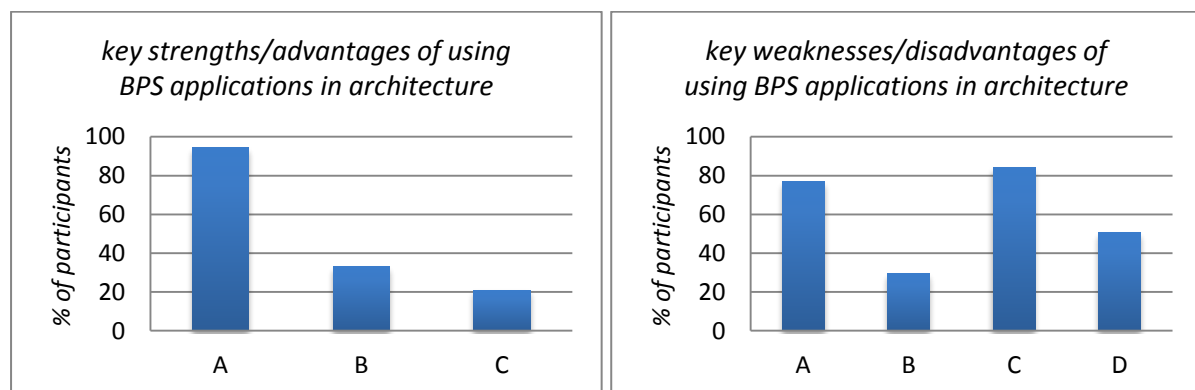 key strengths/advantages of using
BPS applications in architecture
% of participants
100
80
60
40
20
0
A B C
key weaknesses/disadvantages of
using BPS applications in architecture
% of participants
100
80
60
40
20
0
A B C D